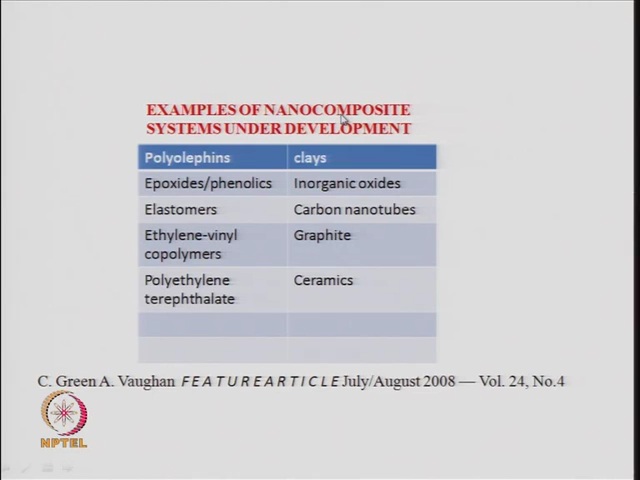 EXAMPLES OF NANOCOMPOSITE
SYSTEMS UNDER DEVELOPMENT
Polyolephins clays
Epoxides/phenolics Inorganic oxides
Elastomers Carbon nanotubes
Ethylene-vinyl Graphite
copolymers
Polyethylene Ceramics
terephthalate
C. Green A. Vaughan F E A T U R E A R T I C L E July/August 2008 — Vol. 24, No.4
NPTEL